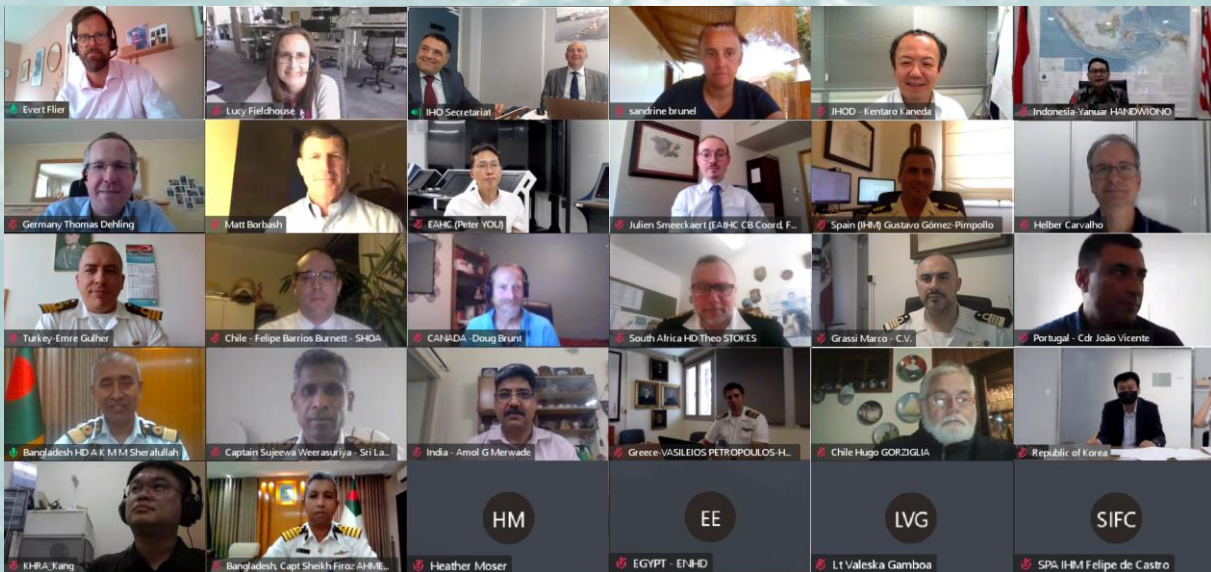 Evert Flier
Lucy Fieldhouse
IHO Secretariat
sandrine brunel
JHOD - Kentaro Kaneda
Indonesia-Yanuar HANDWIONO
Germany Thomas Dehling
Matt Borbash
EAHC (Peter YOU)
Julien Smeeckaert (EAtHC CB Coord, F...
Spain (IHM) Gustavo Gómez-Pimpollo
Helber Carvalho
Turkey-Emre Gulher
Chile - Felipe Barrios Burnett - SHOA
CANADA -Doug Brunt
South Africa HD Theo STOKES
Grassi Marco - C.V.
Portugal - Cdr João Vicente
Bangladesh HD A K M M Sherafullah
Captain Sujeewa Weerasuriya - Sri La...
India - Amol G Merwade
Greece-VASILEIOS PETROPOULOS-H...
Chile Hugo GORZIGLIA
Republic of Korea
KHRA_Kang
Bangladesh, Capt Sheikh Firoz AHME...
HM
Heather Moser
EE
EGYPT - ENHD
LVG
Lt Valeska Gamboa
SIFC
SPA IHM Felipe de Castro